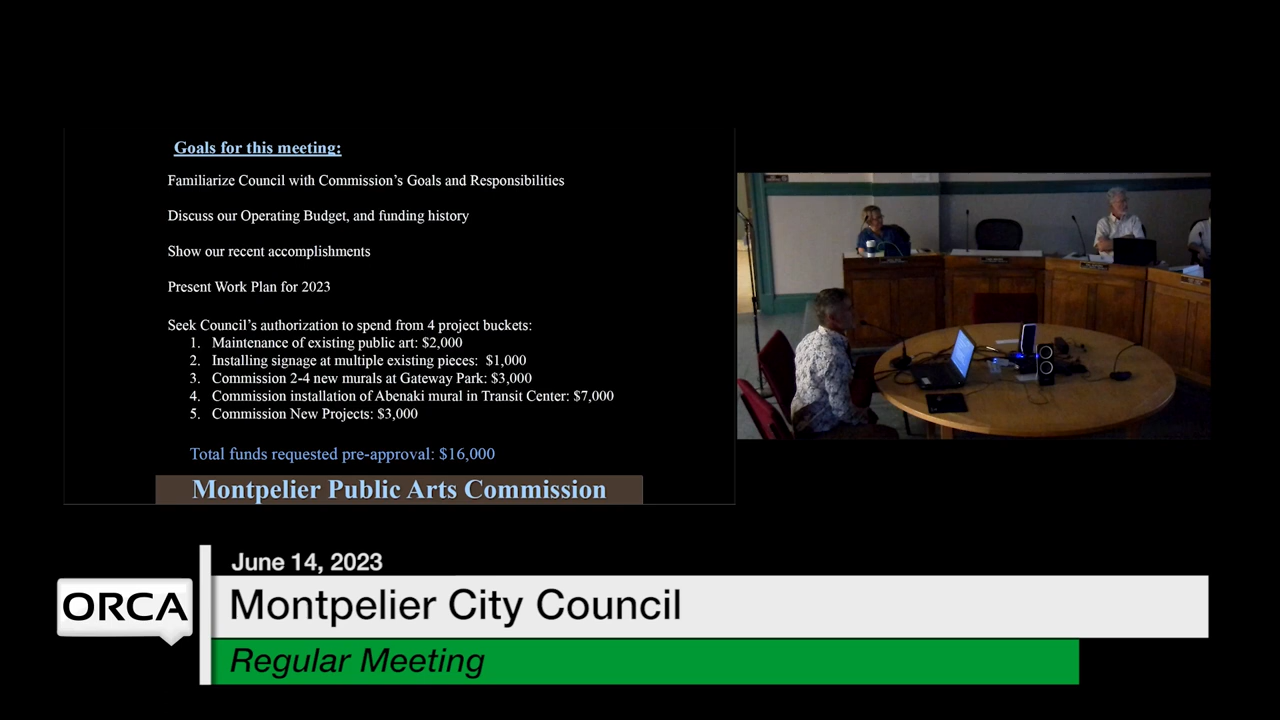 Goals for this meeting:
Familiarize Council with Commission's Goals and Responsibilities
Discuss our Operating Budget, and funding history
Show our recent accomplishments
Present Work Plan for 2023
Seek Council's authorization to spend from 4 project buckets:
1. Maintenance of existing public art: $2,000
2. Installing signage at multiple existing pieces: $1,000
3. Commission 2-4 new murals at Gateway Park: $3,000
4. Commission installation of Abenaki mural in Transit Center: $7,000
5. Commission New Projects: $3,000
Total funds requested pre-approval: $16,000
Montpelier Public Arts Commission
June 14, 2023
ORCA
Montpelier City Council
Regular Meeting